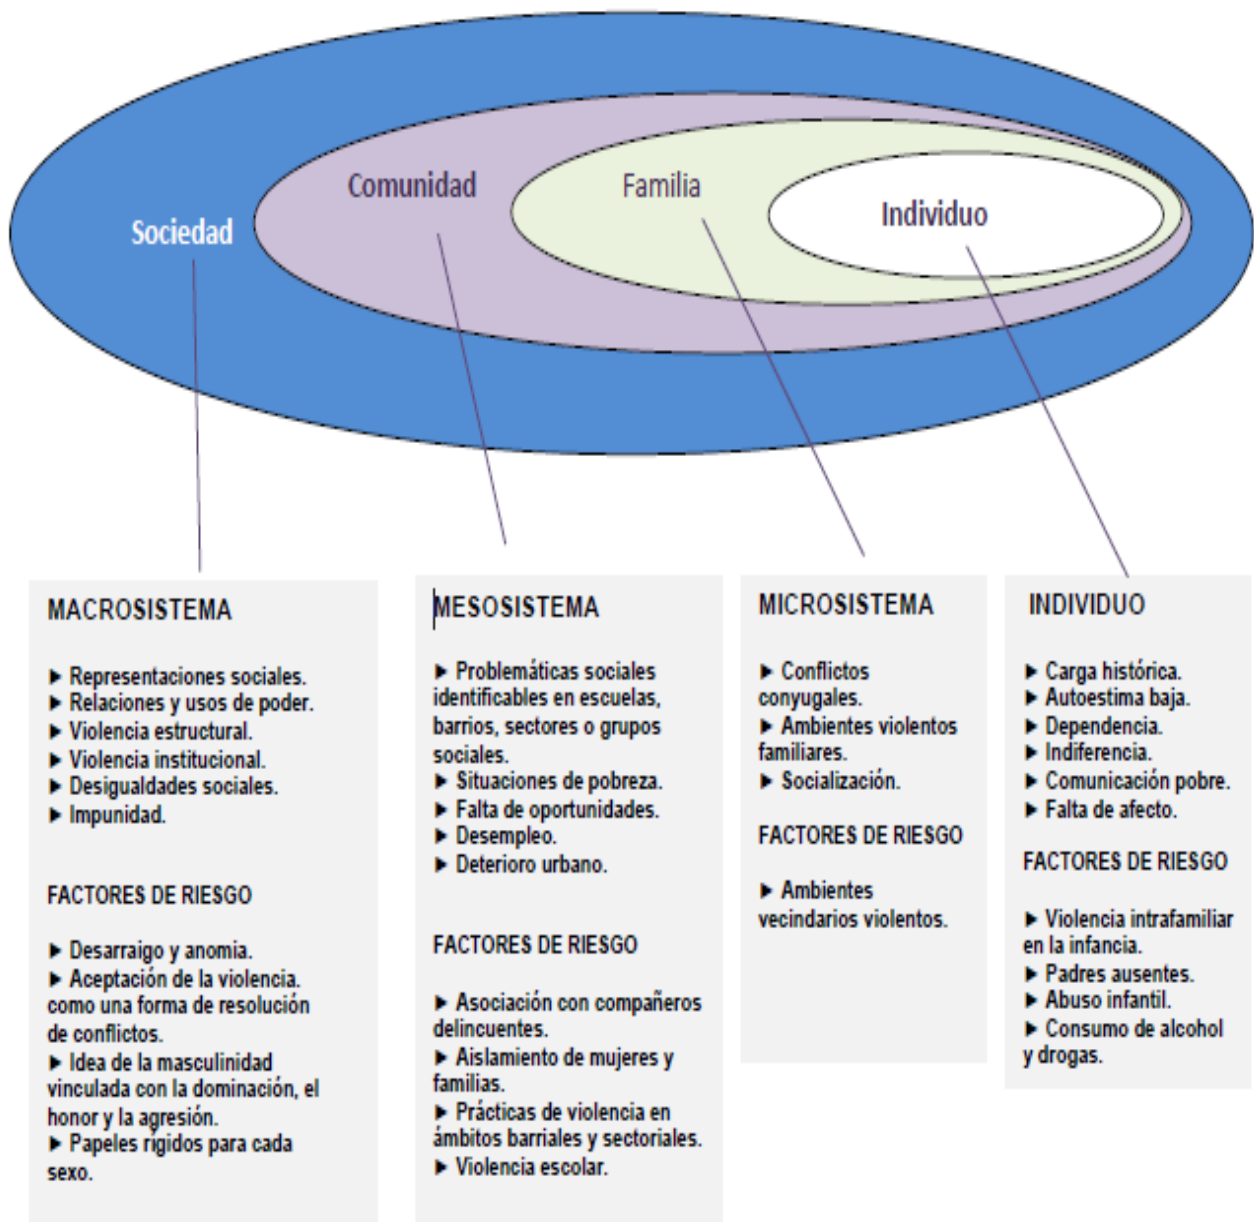 Comunidad
Familia
Individuo
Sociedad
MACROSISTEMA
► Representaciones sociales.
► Relaciones y usos de poder.
► Violencia estructural.
► Violencia institucional.
► Desigualdades sociales.
► Impunidad.
FACTORES DE RIESGO
► Desarraigo y anomia.
► Aceptación de la violencia.
como una forma de resolución
de conflictos.
► Idea de la masculinidad
vinculada con la dominación, el
honor y la agresión.
► Papeles rígidos para cada
sexo.
MESOSISTEMA
► Problemáticas sociales
identificables en escuelas,
barrios, sectores o grupos
sociales.
► Situaciones de pobreza.
► Falta de oportunidades.
► Desempleo.
► Deterioro urbano.
FACTORES DE RIESGO
► Asociación con compañeros
delincuentes.
► Aislamiento de mujeres y
familias.
► Prácticas de violencia en
ámbitos barriales y sectoriales.
► Violencia escolar.
MICROSISTEMA
► Conflictos
conyugales.
► Ambientes violentos
familiares.
► Socialización.
FACTORES DE RIESGO
► Ambientes
vecindarios violentos.
INDIVIDUO
► Carga histórica.
► Autoestima baja.
► Dependencia.
► Indiferencia.
► Comunicación pobre.
► Falta de afecto.
FACTORES DE RIESGO
► Violencia intrafamiliar
en la infancia.
► Padres ausentes.
► Abuso infantil.
► Consumo de alcohol
y drogas.